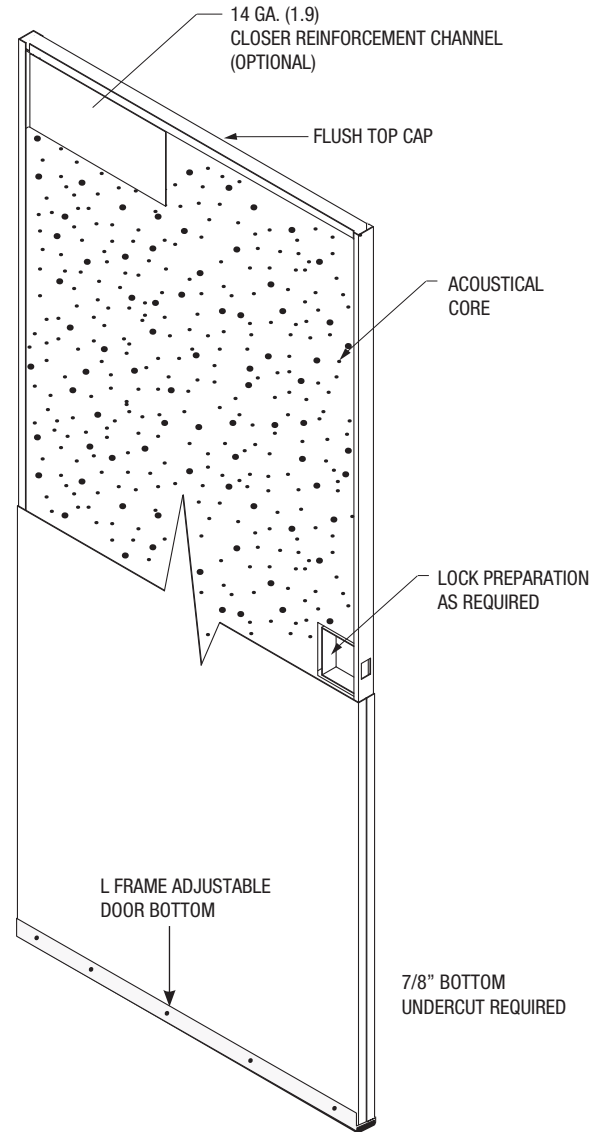 14 GA. (1.9)
CLOSER REINFORCEMENT CHANNEL
(OPTIONAL)
FLUSH TOP CAP
ACOUSTICAL
CORE
LOCK PREPARATION
AS REQUIRED
L FRAME ADJUSTABLE
DOOR BOTTOM
7/8” BOTTOM
UNDERCUT REQUIRED